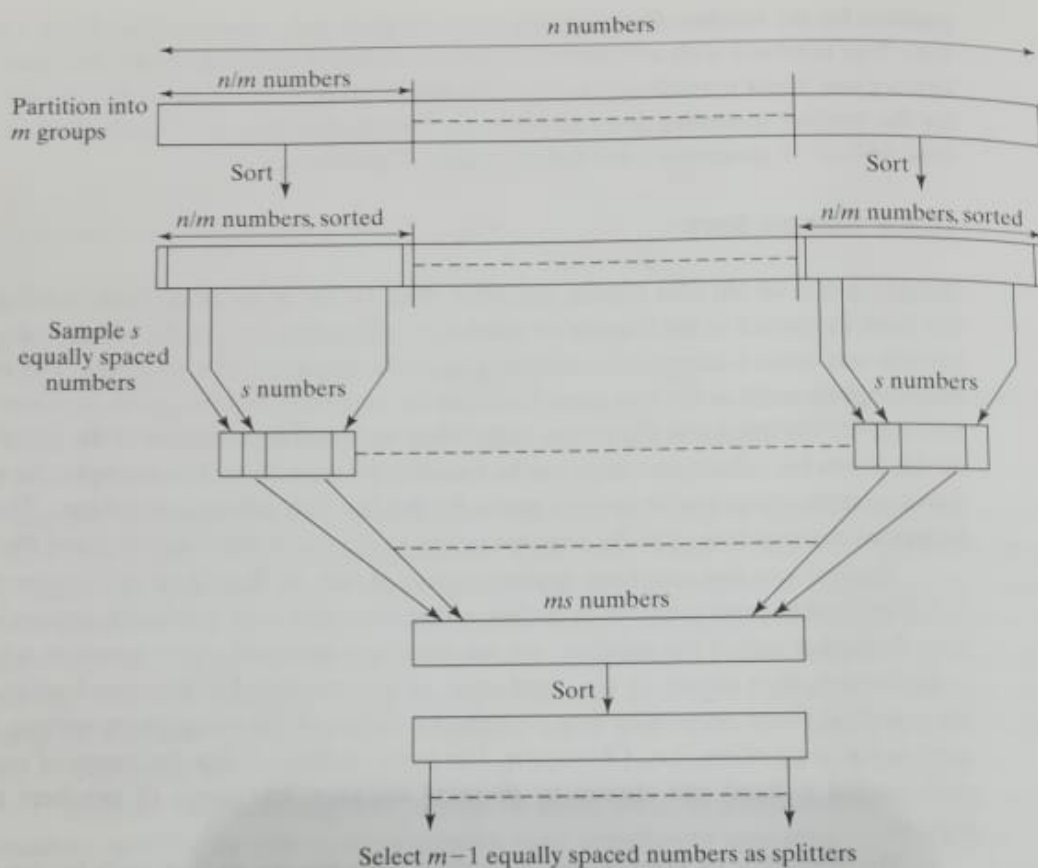 n numbers
n/m numbers
Partition into
m groups
Sort
Sort
n/m numbers, sorted
n/m numbers, sorted
Sample s
equally spaced
numbers
s numbers
s numbers
ms numbers
Sort
Select m−1 equally spaced numbers as splitters